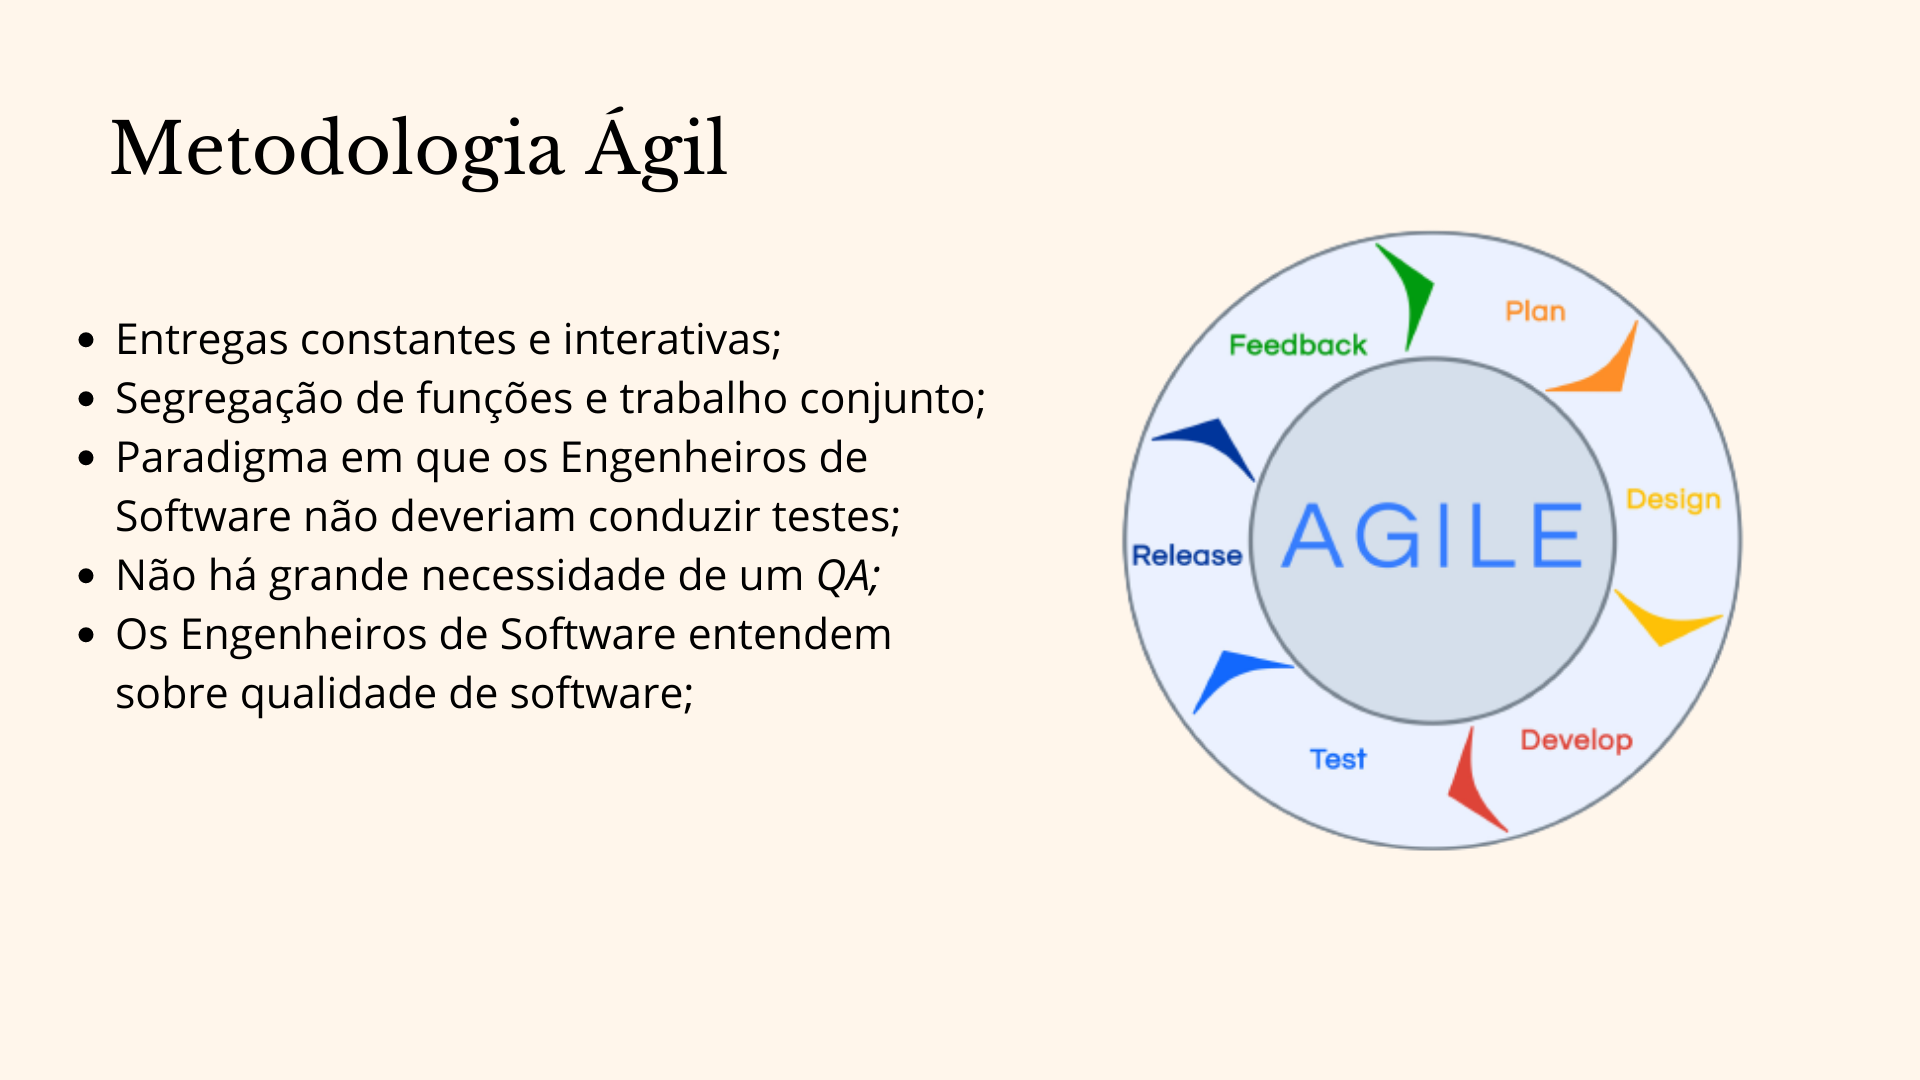 Metodologia Ágil
• Entregas constantes e interativas;
• Segregação de funções e trabalho conjunto;
• Paradigma em que os Engenheiros de
Software não deveriam conduzir testes;
• Não há grande necessidade de um QA;
• Os Engenheiros de Software entendem
sobre qualidade de software;
Plan
Feedback
Design
AGILE
Release
Develop
Test